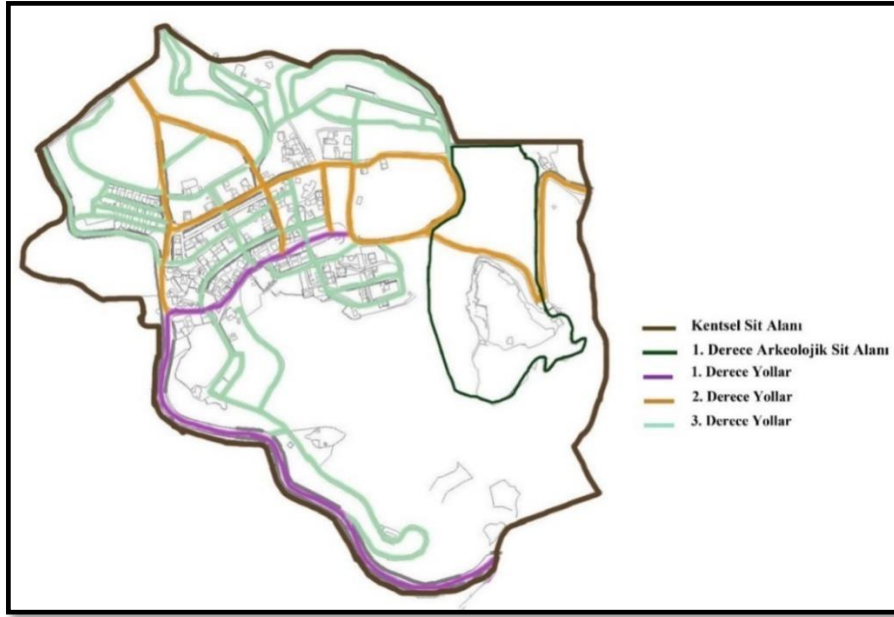 Kentsel Sit Alanı
1. Derece Arkeolojik Sit Alanı
1. Derece Yollar
2. Derece Yollar
3. Derece Yollar